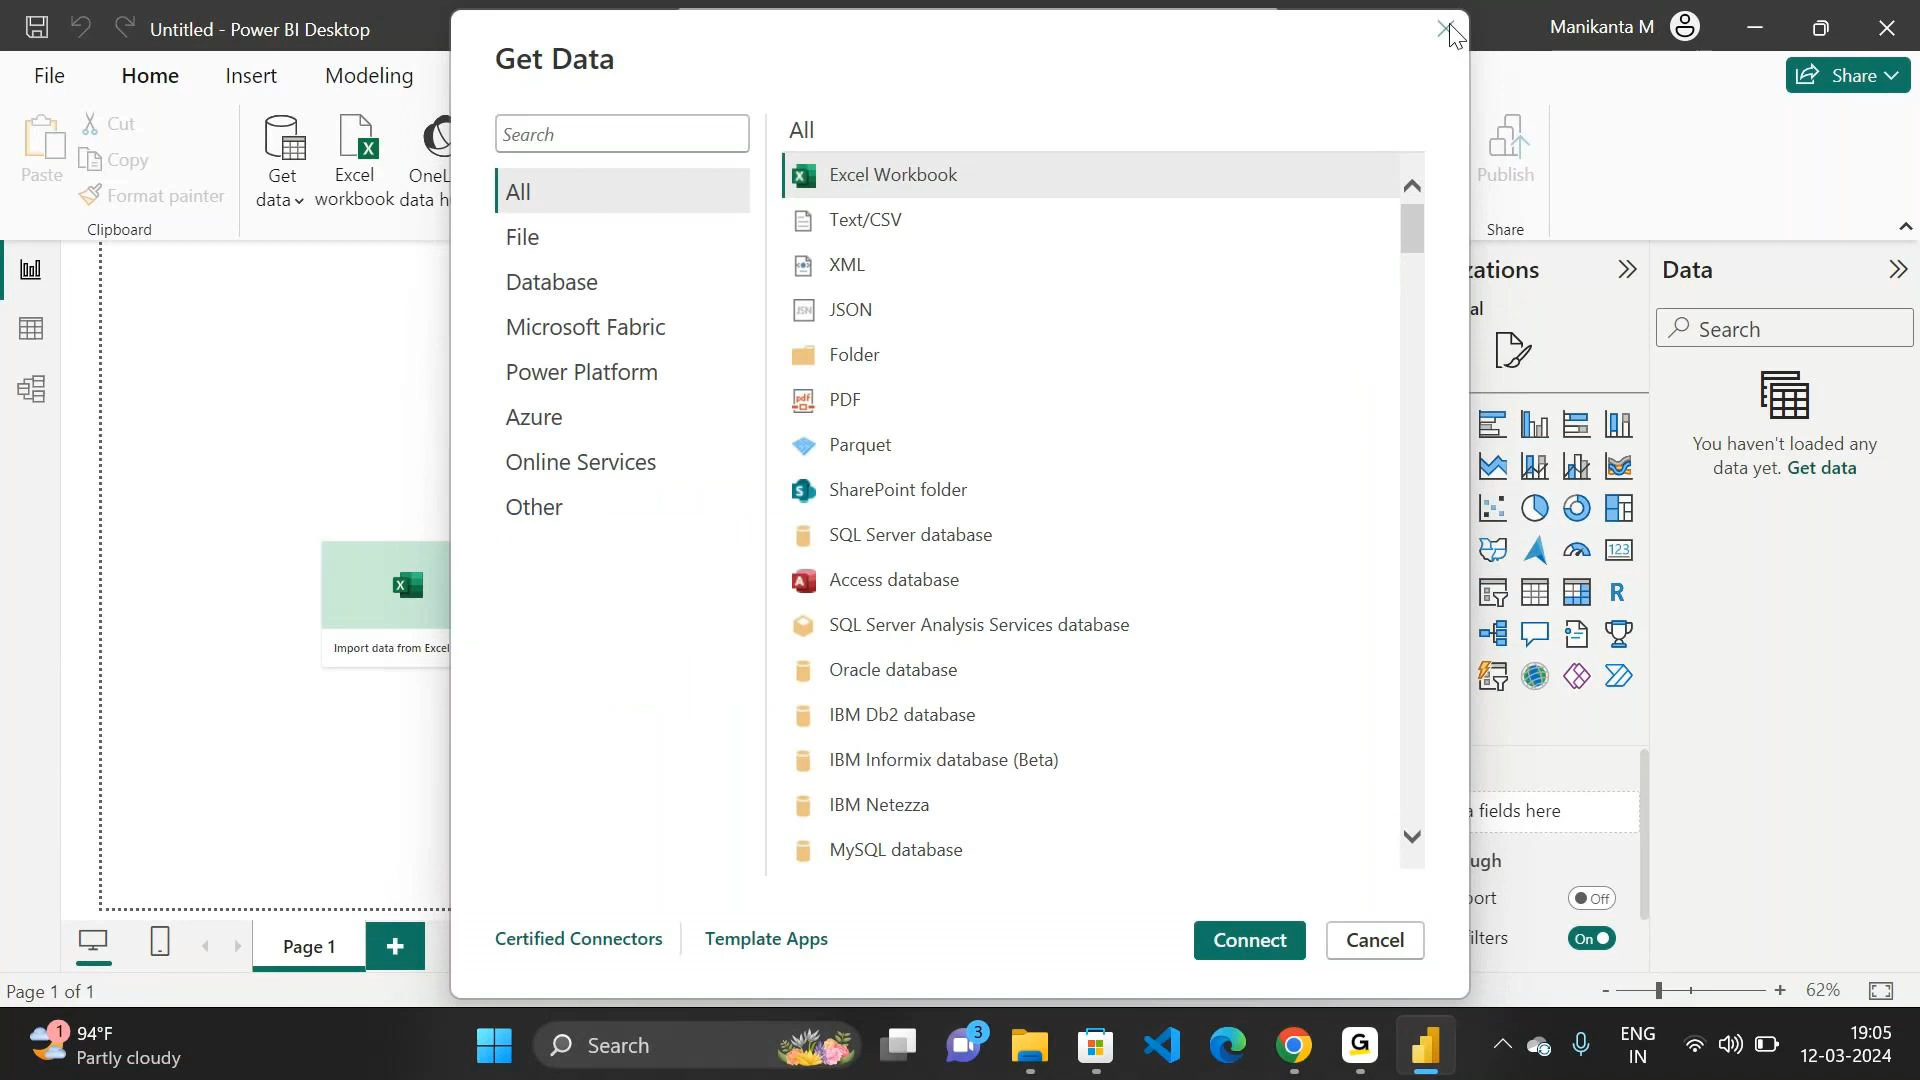 Untitled - Power BI Desktop
Manikanta M
File
Home
Insert
Modeling
Share
Paste
Cut
Copy
Format painter
Clipboard
Get
data
Excel
workbook
OneL
data h
Publish
Share
Get Data
Search
All
File
Database
Microsoft Fabric
Power Platform
Azure
Online Services
Other
All
Excel Workbook
Text/CSV
XML
JSON
Folder
PDF
Parquet
SharePoint folder
SQL Server database
Access database
SQL Server Analysis Services database
Oracle database
IBM Db2 database
IBM Informix database (Beta)
IBM Netezza
MySQL database
Certified Connectors
Template Apps
Connect
Cancel
Import data from Excel
zations
al
123
R
a fields here
ugh
port
Off
ilters
On
Data
Search
You haven't loaded any
data yet. Get data
Page 1
+
Page 1 of 1
- + 62%
1
94°F
Partly cloudy
Search
3
G
ENG
IN
19:05
12-03-2024